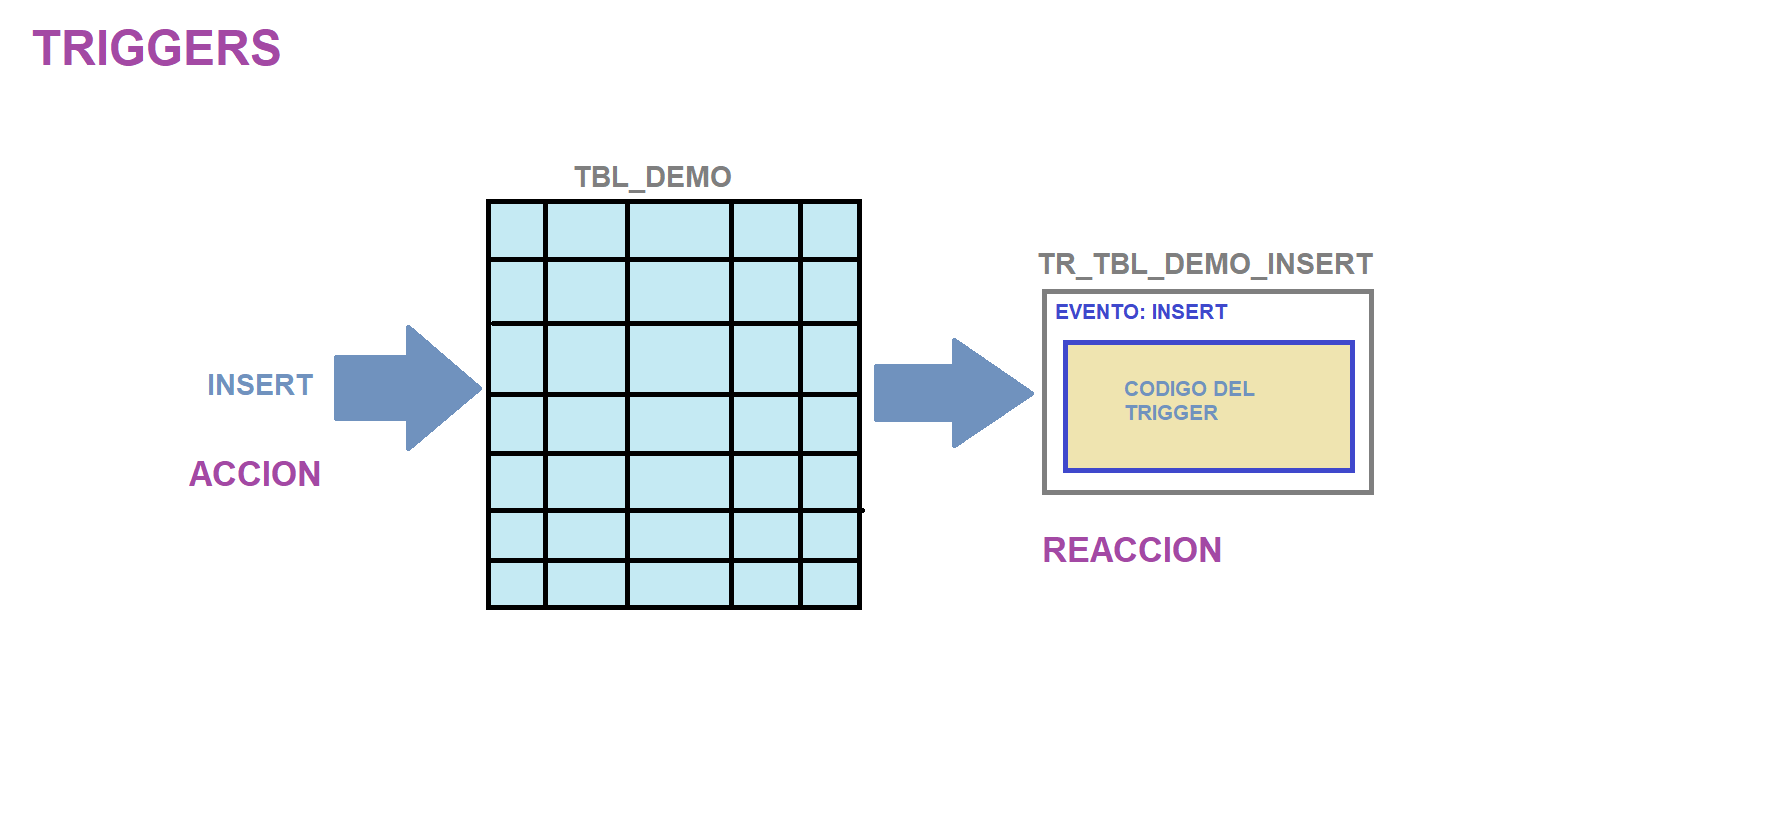 TRIGGERS
TBL_DEMO
INSERT
ACCION
TR_TBL_DEMO_INSERT
EVENTO: INSERT
CODIGO DEL
TRIGGER
REACCION